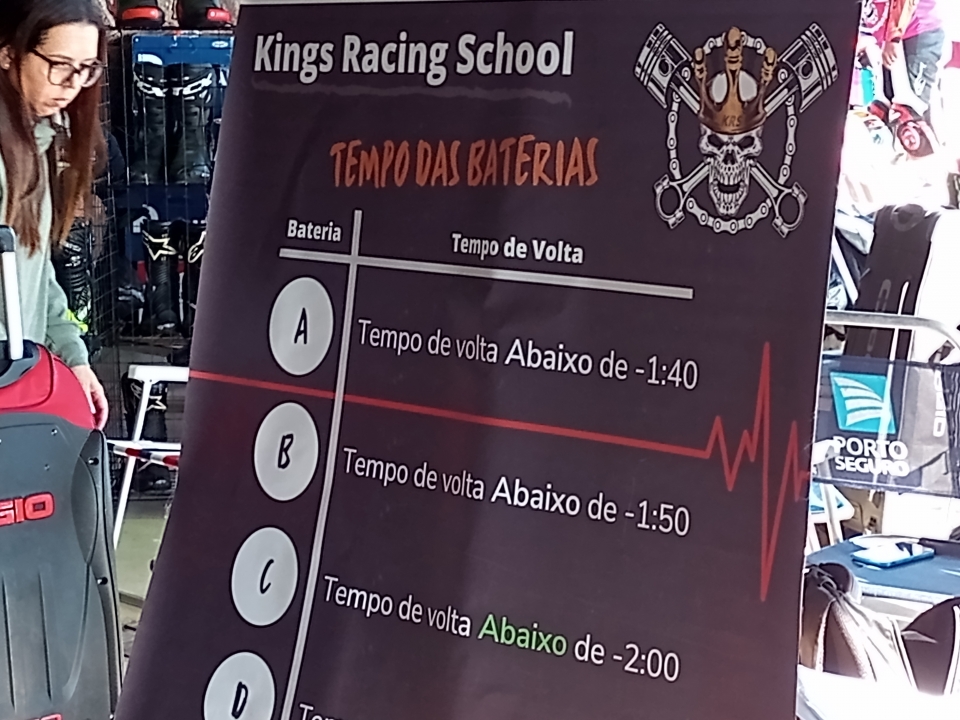 Kings Racing School
KRS
TEMPO DAS BATERIAS
Bateria
Tempo de Volta
A
Tempo de volta Abaixo de -1:40
B
Tempo de volta Abaixo de -1:50
C
Tempo de volta Abaixo de -2:00
D
PORTO
SEGURO